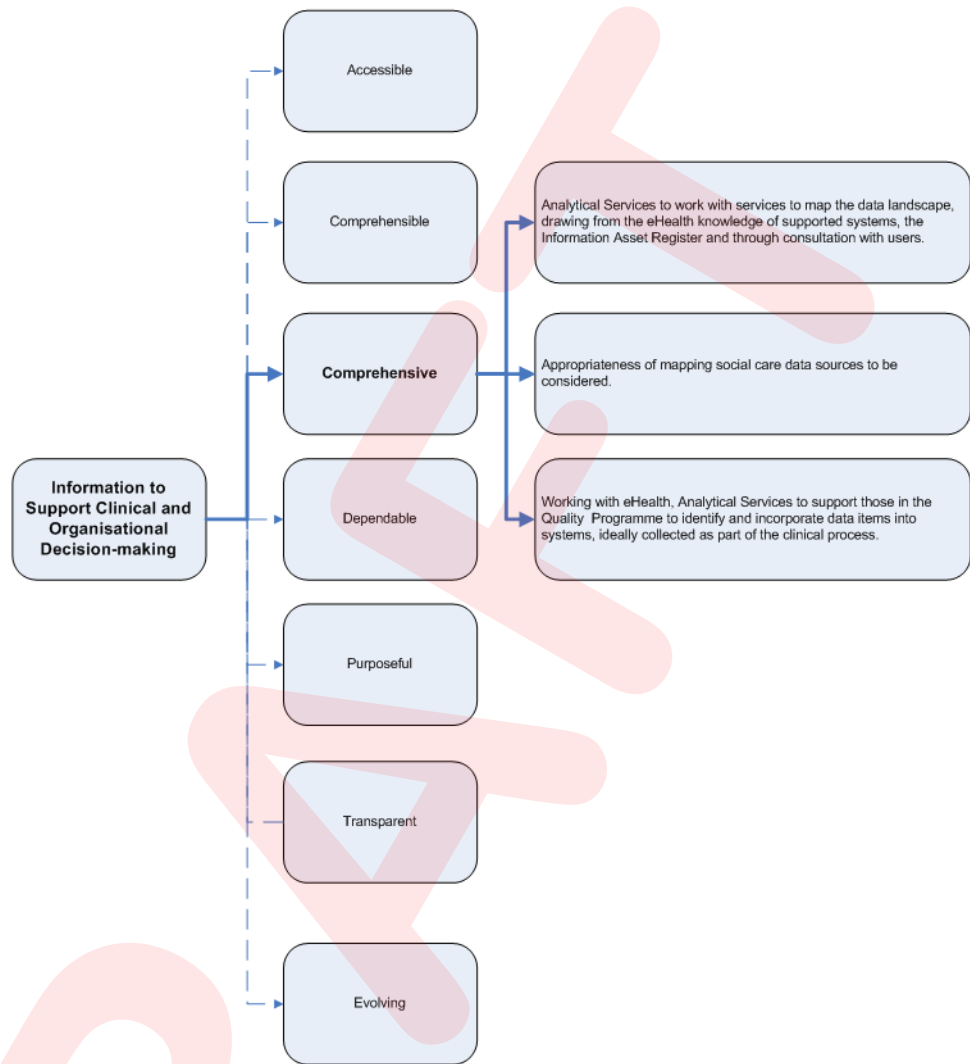 Accessible
Comprehensible
Analytical Services to work with services to map the data landscape,
drawing from the eHealth knowledge of supported systems, the
Information Asset Register and through consultation with users.
Comprehensive
Appropriateness of mapping social care data sources to be
considered.
Information to
Support Clinical and
Organisational
Decision-making
Dependable
Working with eHealth, Analytical Services to support those in the
Quality Programme to identify and incorporate data items into
systems, ideally collected as part of the clinical process.
Purposeful
Transparent
Evolving
DRAFT